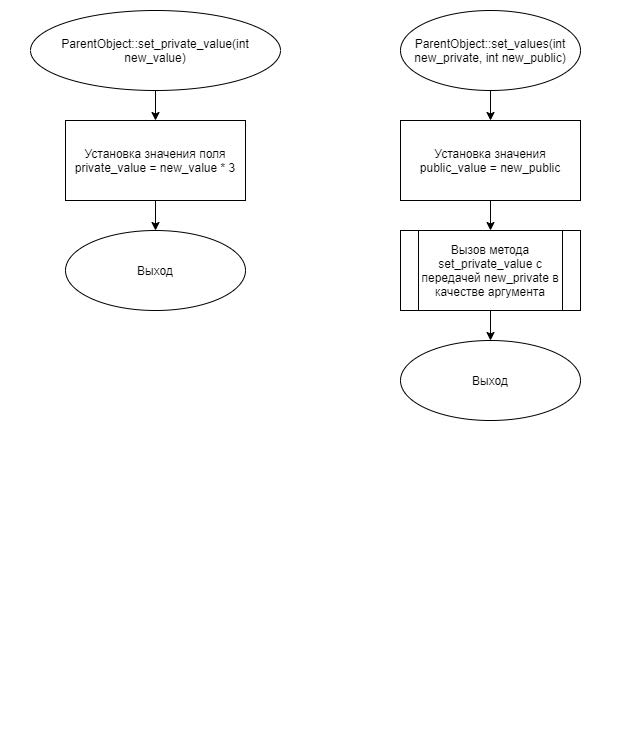 ParentObject::set_private_value(int
new_value)
Установка значения поля
private_value = new_value * 3
Выход
ParentObject::set_values(int
new_private, int new_public)
Установка значения
public_value = new_public
Вызов метода
set_private_value с
передачей new_private в
качестве аргумента
Выход